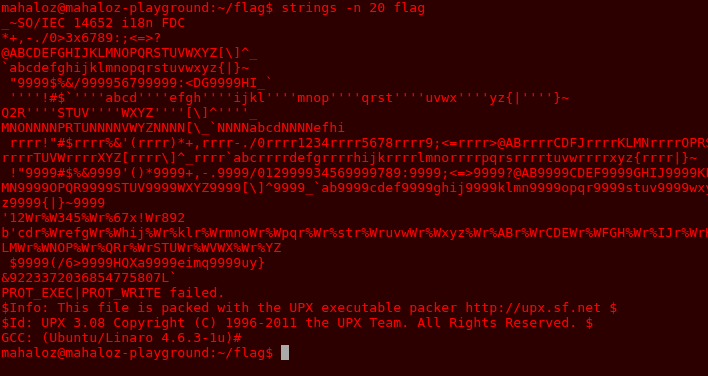 mahaloz@mahaloz-playground:~/flag$ strings -n 20 flag
_~SO/IEC 14652 i18n FDC
*+,-./0>3x6789:;<=>?
@ABCDEFGHIJKLMNOPQRSTUVWXYZ[\]^_
`abcdefghijklmnopqrstuvwxyz{|}~
 "9999$%&/999956799999:<DG9999HI_`
 ''''!#$`''''abcd''''efgh''''ijkl''''mnop''''qrst''''uvwx''''yz{|''''}~
Q2R''''STUV''''WXYZ''''[\]^''''_
MNONNNNPRTUNNNNVWYZNNNN[\_`NNNNabcdNNNNefhi
 rrrr!"#$rrrr%&'(rrrr)*+,rrrr-./0rrrr1234rrrr5678rrrr9;<=rrrr>@ABrrrrCDFJrrrrKLMNrrrrOPRS
rrrrTUVWrrrrXYZ[rrrr\]^_rrrr`abcrrrrdefgrrrrhijkrrrrlmnorrrrpqrsrrrrtuvwrrrrxyz{rrrr|}~
 !"9999#$%&9999'()*9999+,-.9999/012999934569999789:9999;<=>9999?@AB9999CDEF9999GHIJ9999KL
MN9999OPQR9999STUV9999WXYZ9999[\]^9999_`ab9999cdef9999ghij9999klmn9999opqr9999stuv9999wxy
z9999{|}~9999
'12Wr%W345%Wr%67x!Wr892
b'cdr%WrefgWr%Whij%Wr%klr%WrmnoWr%Wpqr%Wr%str%WruvwWr%Wxyz%Wr%ABr%WrCDEWr%WFGH%Wr%IJr%WrK
LMWr%WNOP%Wr%QRr%WrSTUWr%WVWX%Wr%YZ
 $9999(/6>9999HQXa9999eimq9999uy}
&9223372036854775807L`
PROT_EXEC|PROT_WRITE failed.
$Info: This file is packed with the UPX executable packer http://upx.sf.net $
$Id: UPX 3.08 Copyright (C) 1996-2011 the UPX Team. All Rights Reserved. $
GCC: (Ubuntu/Linaro 4.6.3-1u)#
mahaloz@mahaloz-playground:~/flag$